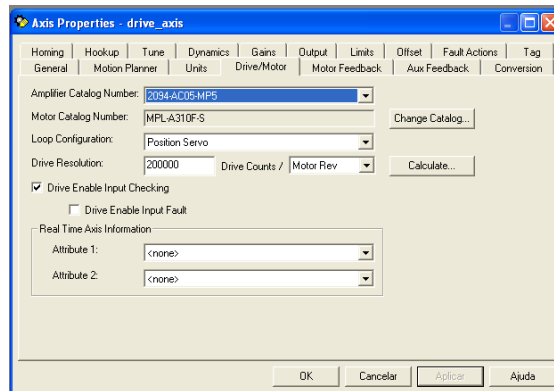 Axis Properties - drive_axis
Homing Hookup Tune Dynamics Gains Output Limits Offset Fault Actions Tag
General Motion Planner Units Drive/Motor Motor Feedback Aux Feedback Conversion
Amplifier Catalog Number: 2094-AC05-MP5
Motor Catalog Number: MPL-A310F-S Change Catalog...
Loop Configuration: Position Servo
Drive Resolution: 200000 Drive Counts / Motor Rev Calculate...
Drive Enable Input Checking
Drive Enable Input Fault
Real Time Axis Information
Attribute 1: <none>
Attribute 2: <none>
OK Cancelar Aplicar Ajuda